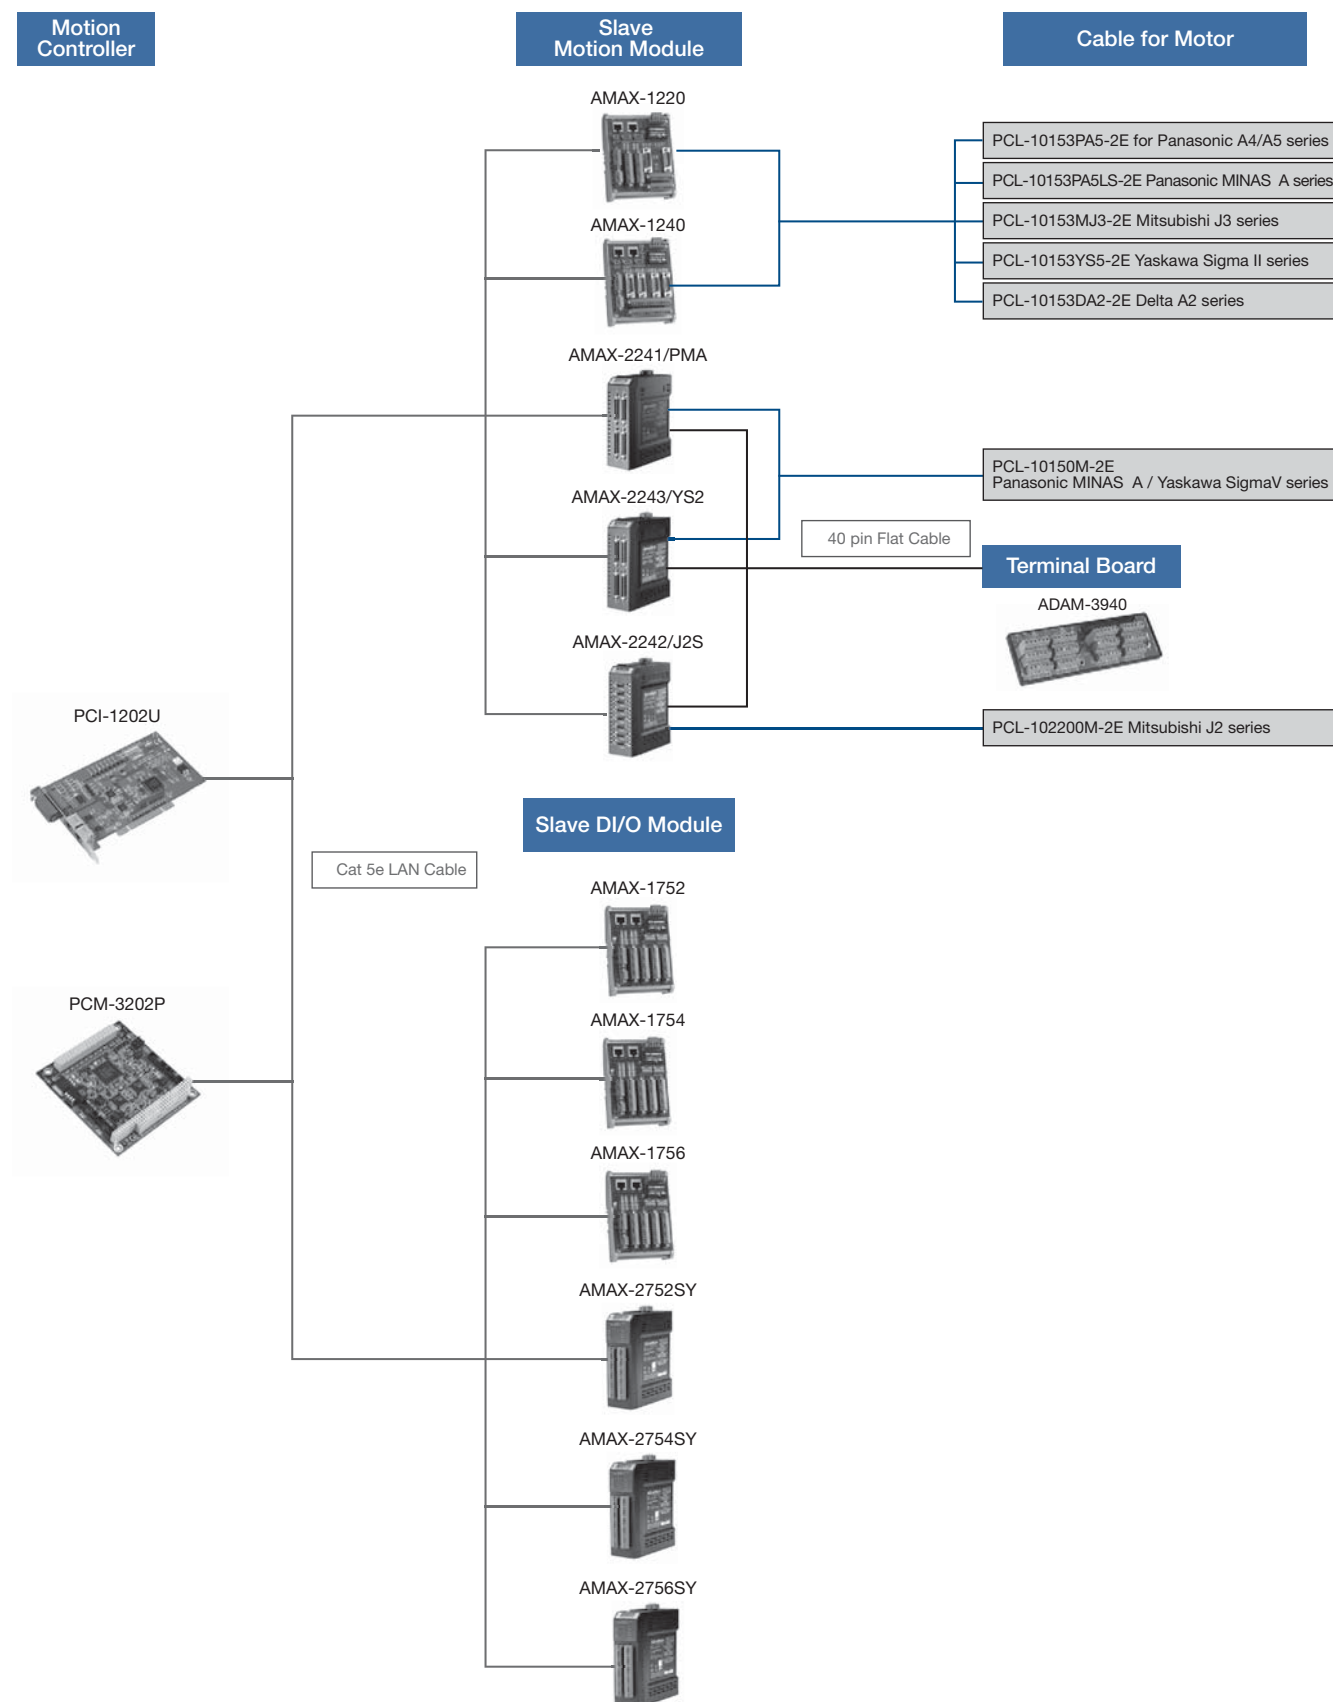 Motion
Controller
Slave
Motion Module
Cable for Motor
AMAX-1220
PCL-10153PA5-2E for Panasonic A4/A5 series
PCL-10153PA5LS-2E Panasonic MINAS A series
PCL-10153MJ3-2E Mitsubishi J3 series
PCL-10153YS5-2E Yaskawa Sigma II series
PCL-10153DA2-2E Delta A2 series
AMAX-1240
AMAX-2241/PMA
PCL-10150M-2E
Panasonic MINAS A / Yaskawa SigmaV series
AMAX-2243/YS2
40 pin Flat Cable
Terminal Board
ADAM-3940
AMAX-2242/J2S
PCL-102200M-2E Mitsubishi J2 series
PCI-1202U
Slave DI/O Module
Cat 5e LAN Cable
AMAX-1752
PCM-3202P
AMAX-1754
AMAX-1756
AMAX-2752SY
AMAX-2754SY
AMAX-2756SY